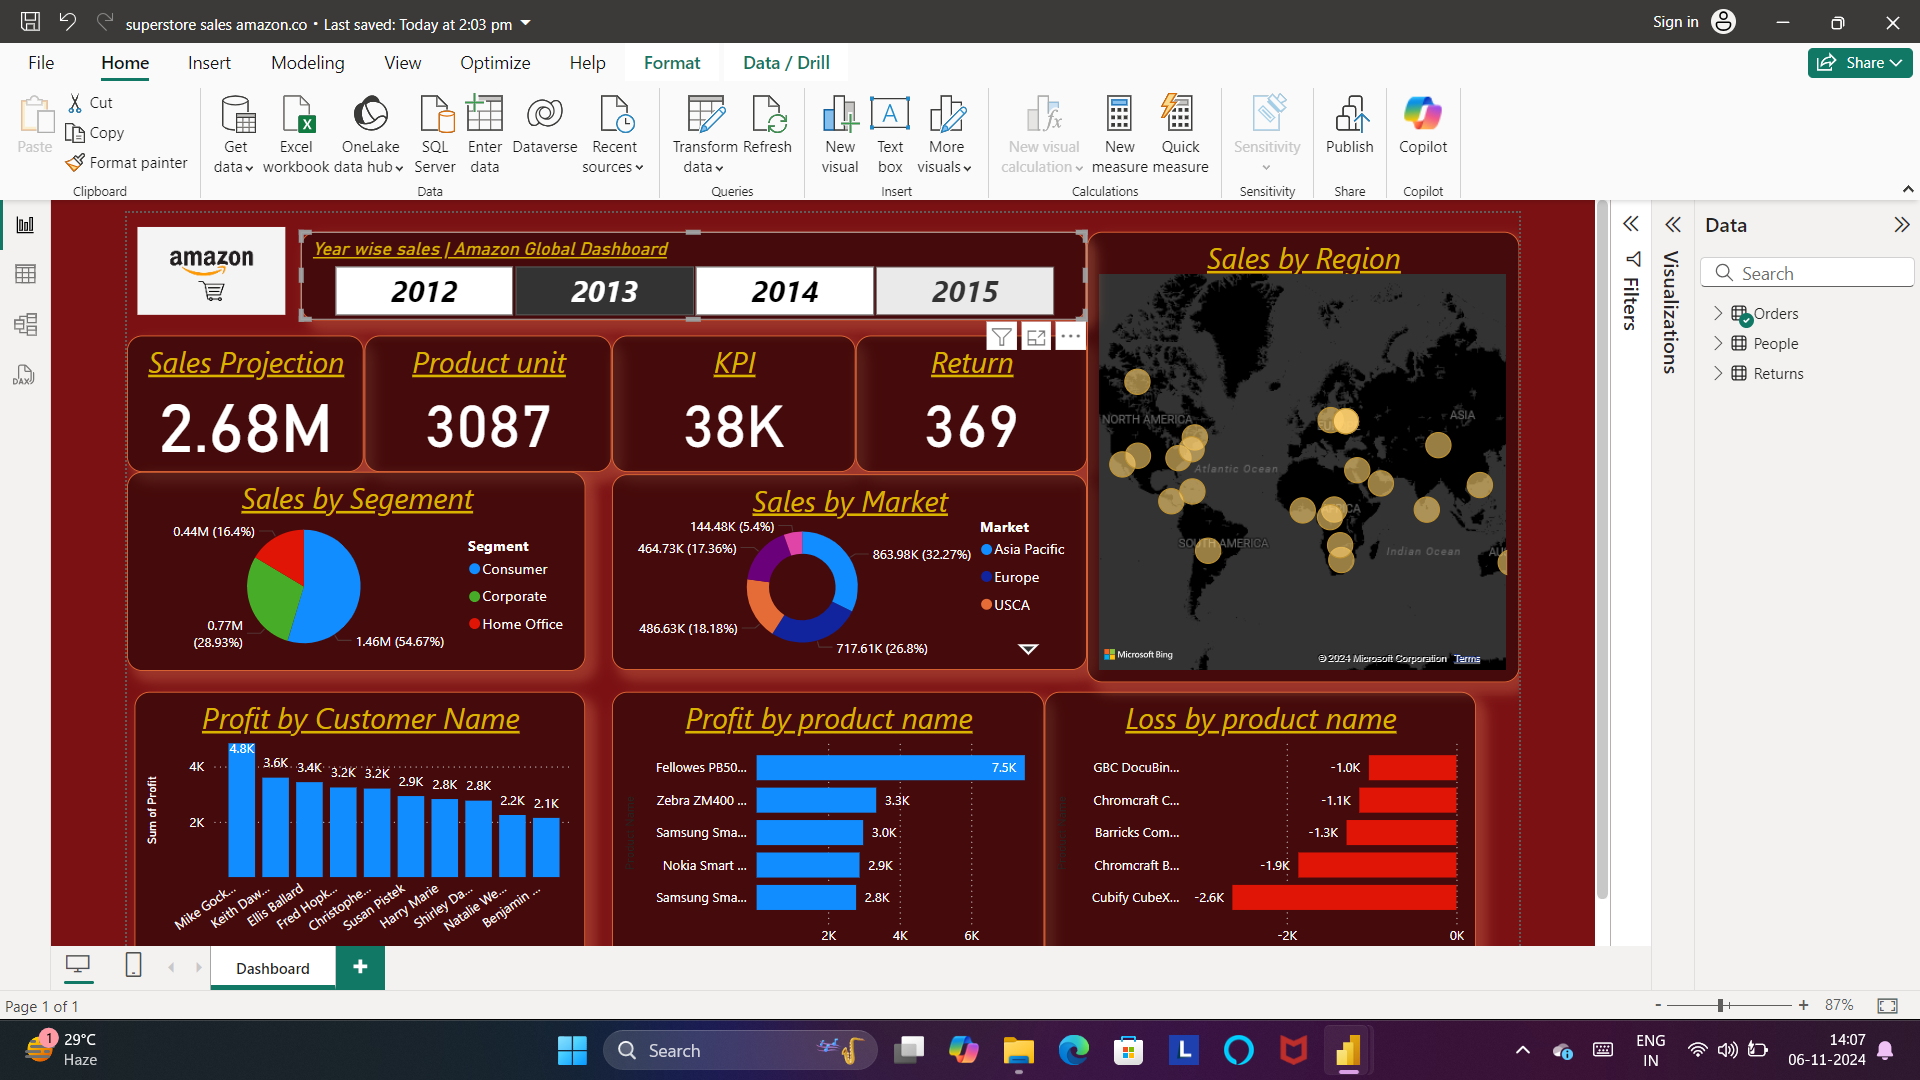 superstore sales amazon.co • Last saved: Today at 2:03 pm
Sign in
File Home Insert Modeling View Optimize Help Format Data / Drill
Share
Paste
Cut
Copy
Format painter
Clipboard
Get data
Excel workbook
OneLake data hub
SQL Server
Enter data
Dataverse
Recent sources
Data
Transform data
Refresh
Queries
New visual
Text box
More visuals
Insert
New visual calculation
New measure
Quick measure
Calculations
Sensitivity
Sensitivity
Publish
Share
Copilot
Copilot
amazon
Year wise sales | Amazon Global Dashboard
2012 2013 2014 2015
Sales Projection
2.68M
Product unit
3087
KPI
38K
Return
369
Sales by Region
NORTH AMERICA
ASIA
Atlantic Ocean
SOUTH AMERICA
Indian Ocean
AU
Microsoft Bing
© 2024 Microsoft Corporation Terms
Sales by Segement
0.44M (16.4%)
0.77M
(28.93%)
1.46M (54.67%)
Segment
Consumer
Corporate
Home Office
Sales by Market
144.48K (5.4%)
464.73K (17.36%)
863.98K (32.27%)
486.63K (18.18%)
717.61K (26.8%)
Market
Asia Pacific
Europe
USCA
Profit by Customer Name
Sum of Profit
4K
2K
4.8K 3.6K 3.4K 3.2K 3.2K 2.9K 2.8K 2.8K 2.2K 2.1K
Mike Gock...
Keith Daw...
Ellis Ballard
Fred Hopk...
Christophe...
Susan Pistek
Harry Marie
Shirley Da...
Natalie We...
Benjamin ...
Profit by product name
Product Name
Fellowes PB50... 7.5K
Zebra ZM400 ... 3.3K
Samsung Sma... 3.0K
Nokia Smart ... 2.9K
Samsung Sma... 2.8K
2K 4K 6K
Loss by product name
Product Name
GBC DocuBin... -1.0K
Chromcraft C... -1.1K
Barricks Com... -1.3K
Chromcraft B... -1.9K
Cubify CubeX... -2.6K
-2K 0K
Filters
Visualizations
Data
Search
Orders
People
Returns
DAX
Dashboard
Page 1 of 1
- + 87%
1
29°C
Haze
Search
L
ENG
IN
14:07
06-11-2024